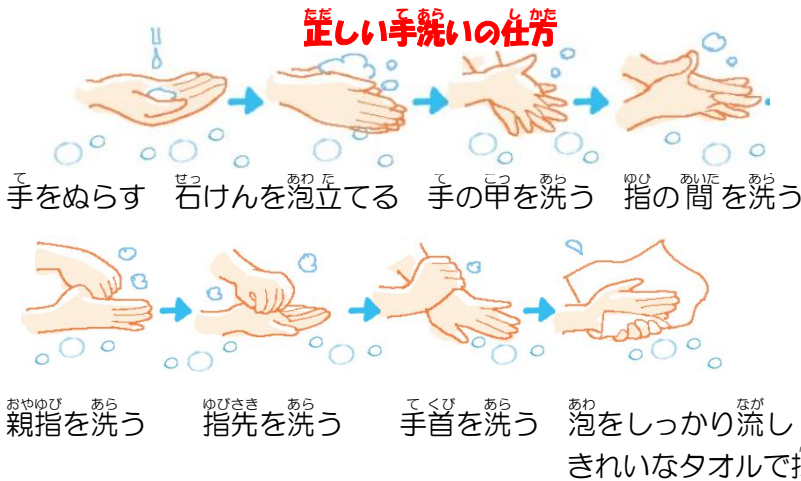 正しい手洗いの仕方
手をぬらす 石けんを泡立てる 手の甲を洗う 指の間を洗う
親指を洗う 指先を洗う 手首を洗う 泡をしっかり流し
きれいなタオルで